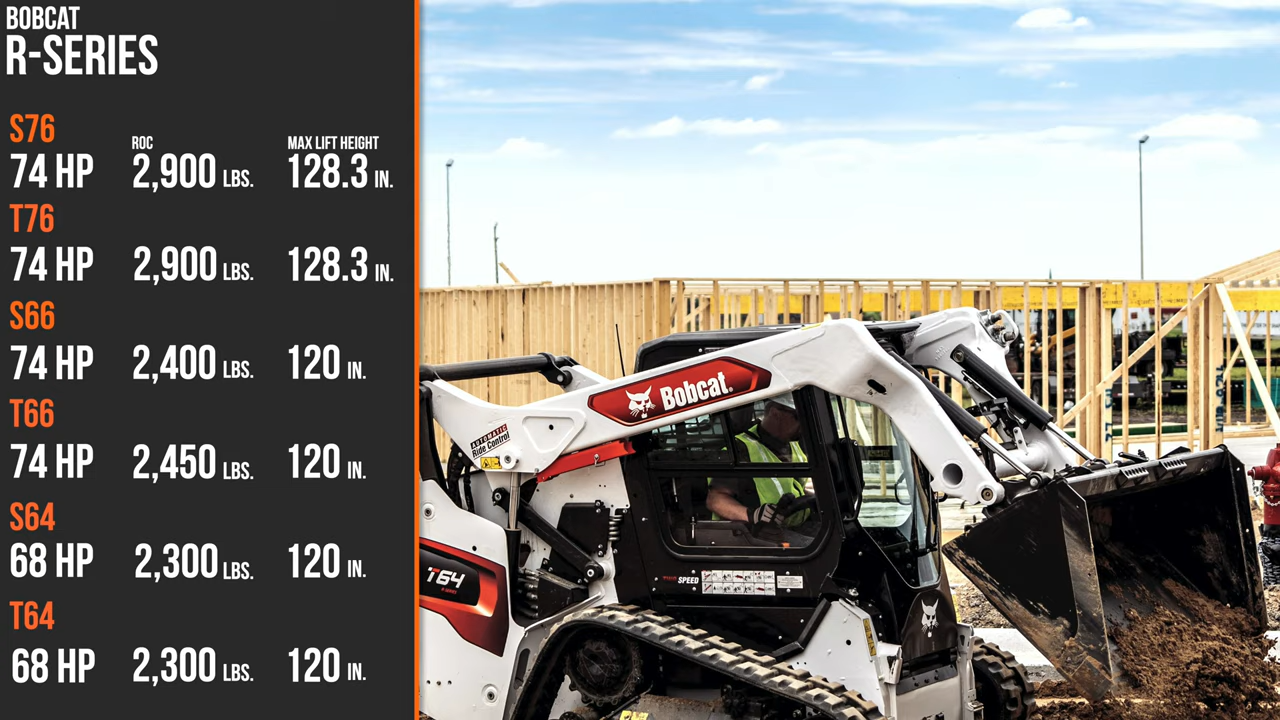 BOBCAT
R-SERIES
S76
ROC
MAX LIFT HEIGHT
74 HP 2,900 LBS. 128.3 IN.
T76
74 HP 2,900 LBS. 128.3 IN.
S66
74 HP 2,400 LBS. 120 IN.
T66
74 HP 2,450 LBS. 120 IN.
S64
68 HP 2,300 LBS. 120 IN.
T64
68 HP 2,300 LBS. 120 IN.
Bobcat
AUTOMATIC
Ride Control
T64
R-SERIES
TWO SPEED